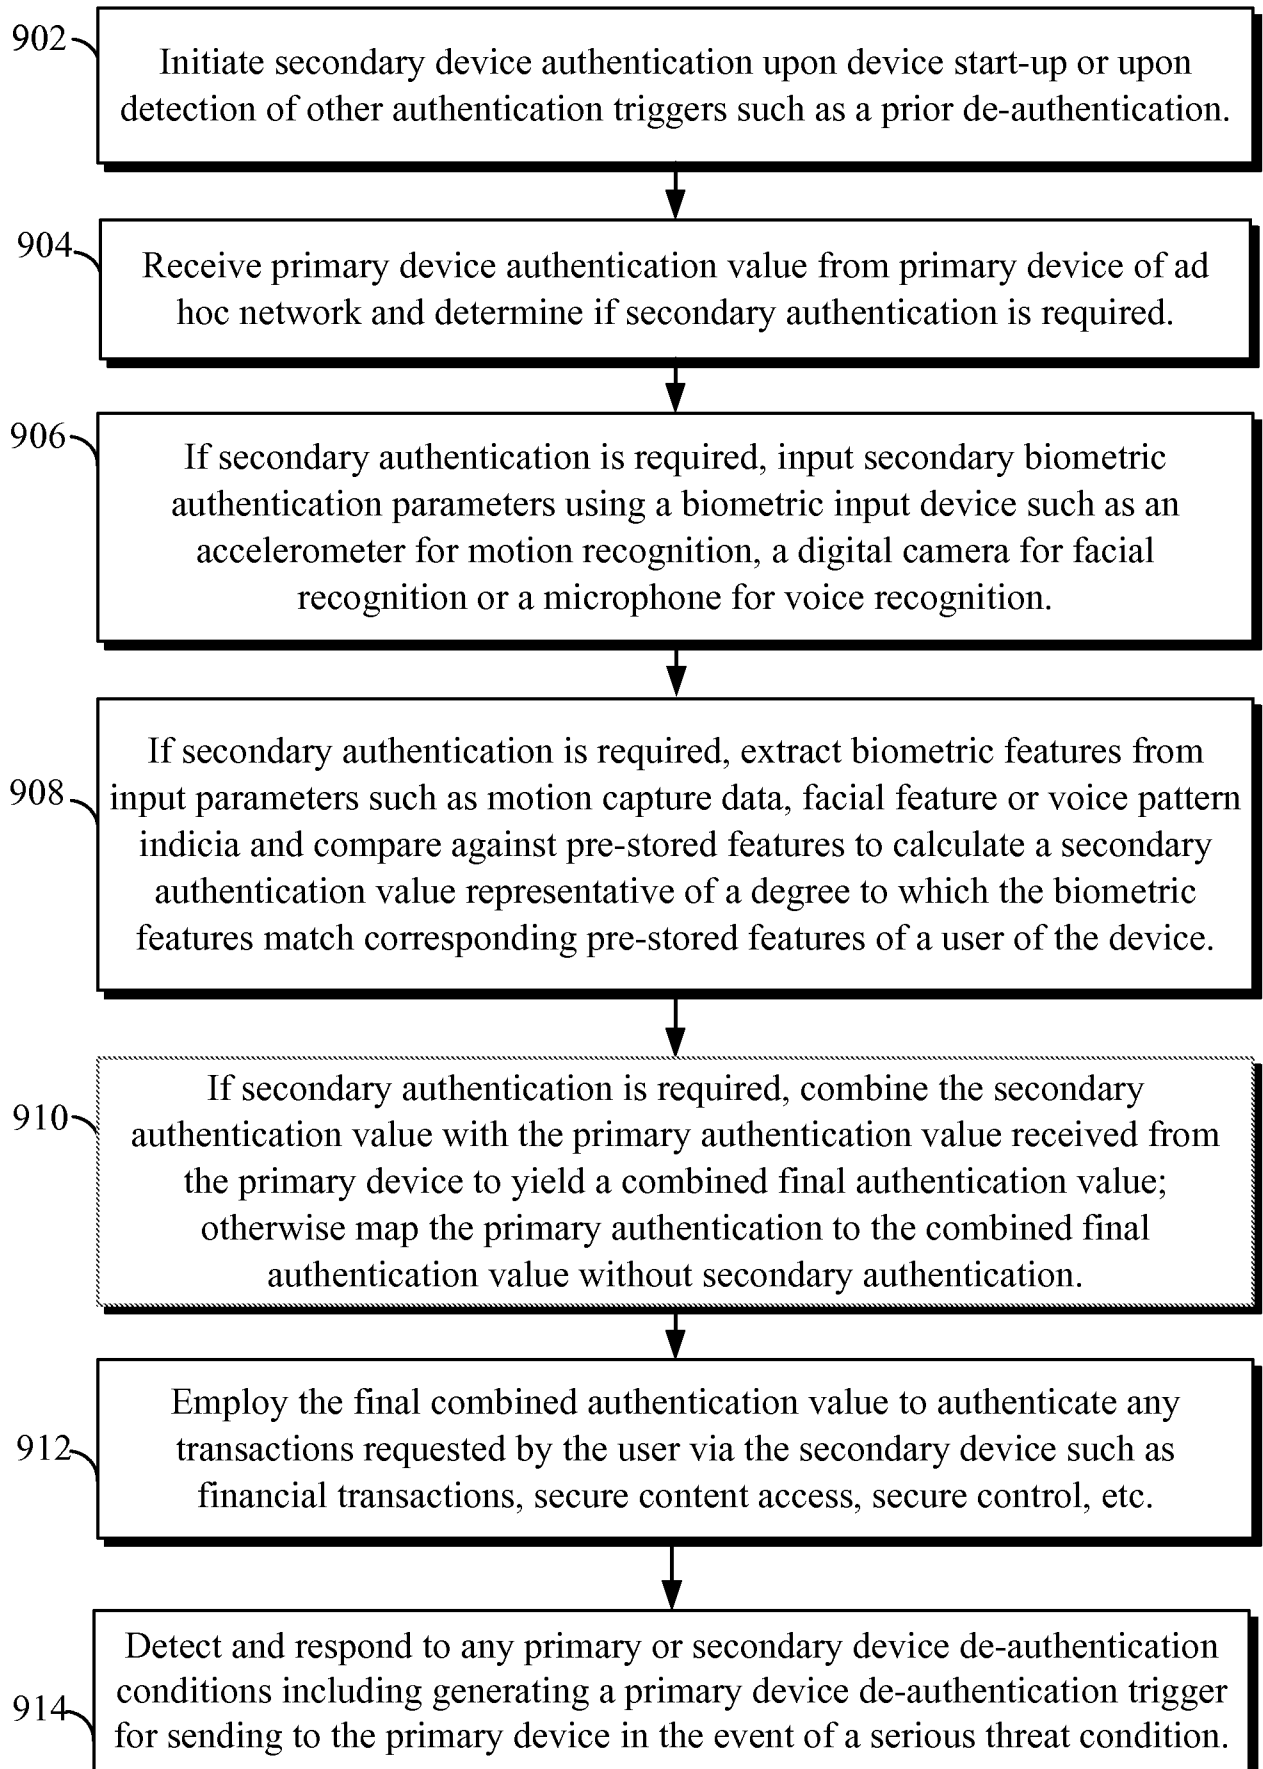 902
Initiate secondary device authentication upon device start-up or upon
detection of other authentication triggers such as a prior de-authentication.
904
Receive primary device authentication value from primary device of ad
hoc network and determine if secondary authentication is required.
906
If secondary authentication is required, input secondary biometric
authentication parameters using a biometric input device such as an
accelerometer for motion recognition, a digital camera for facial
recognition or a microphone for voice recognition.
908
If secondary authentication is required, extract biometric features from
input parameters such as motion capture data, facial feature or voice pattern
indicia and compare against pre-stored features to calculate a secondary
authentication value representative of a degree to which the biometric
features match corresponding pre-stored features of a user of the device.
910
If secondary authentication is required, combine the secondary
authentication value with the primary authentication value received from
the primary device to yield a combined final authentication value;
otherwise map the primary authentication to the combined final
authentication value without secondary authentication.
912
Employ the final combined authentication value to authenticate any
transactions requested by the user via the secondary device such as
financial transactions, secure content access, secure control, etc.
914
Detect and respond to any primary or secondary device de-authentication
conditions including generating a primary device de-authentication trigger
for sending to the primary device in the event of a serious threat condition.